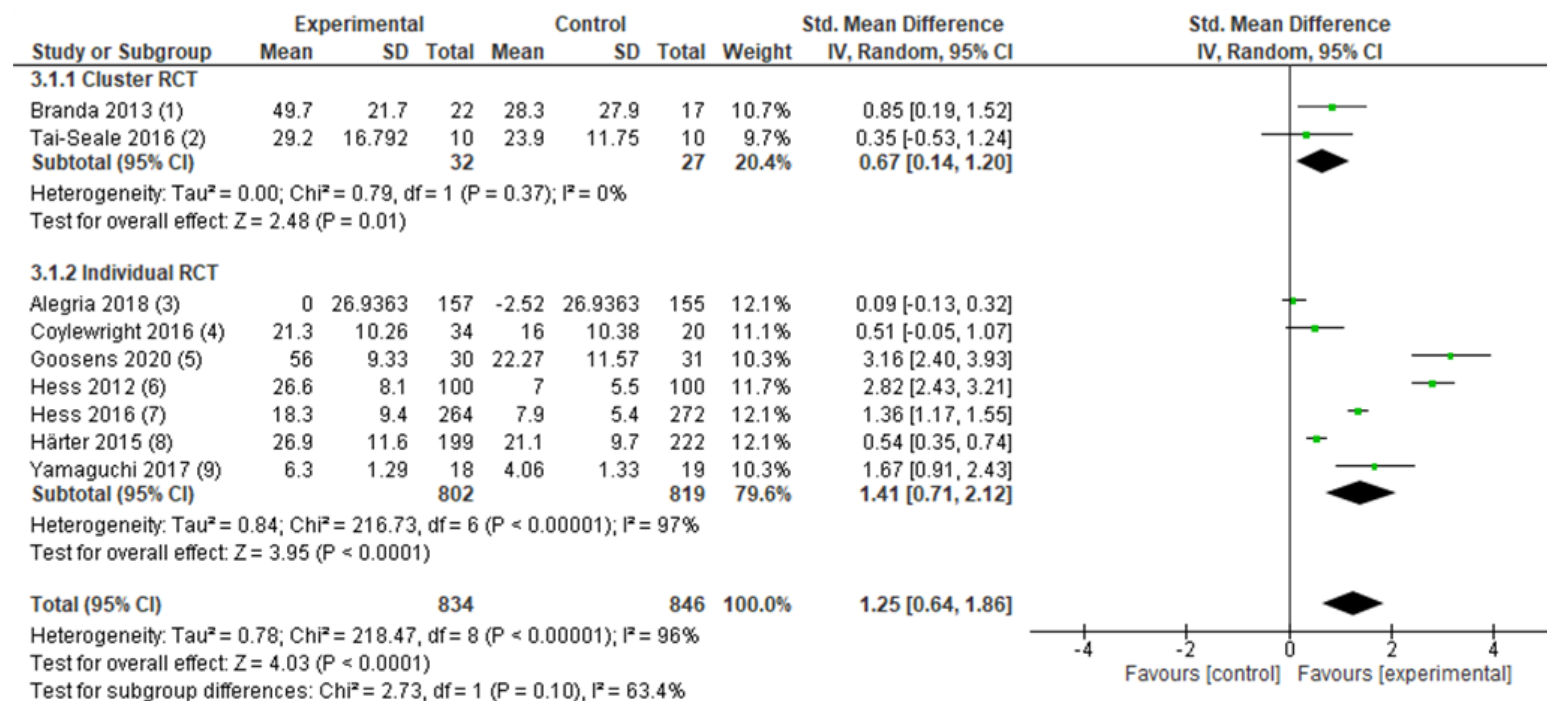 Experimental Control Std. Mean Difference Std. Mean Difference
Study or Subgroup Mean SD Total Mean SD Total Weight IV, Random, 95% CI IV, Random, 95% CI
3.1.1 Cluster RCT
Branda 2013 (1) 49.7 21.7 22 28.3 27.9 17 10.7% 0.85 [0.19, 1.52]
Tai-Seale 2016 (2) 29.2 16.792 10 23.9 11.75 10 9.7% 0.35 [-0.53, 1.24]
Subtotal (95% CI) 32 27 20.4% 0.67 [0.14, 1.20]
Heterogeneity: Tau² = 0.00; Chi² = 0.79, df = 1 (P = 0.37); I² = 0%
Test for overall effect: Z = 2.48 (P = 0.01)
3.1.2 Individual RCT
Alegria 2018 (3) 0 26.9363 157 -2.52 26.9363 155 12.1% 0.09 [-0.13, 0.32]
Coylewright 2016 (4) 21.3 10.26 34 16 10.38 20 11.1% 0.51 [-0.05, 1.07]
Goosens 2020 (5) 56 9.33 30 22.27 11.57 31 10.3% 3.16 [2.40, 3.93]
Hess 2012 (6) 26.6 8.1 100 7 5.5 100 11.7% 2.82 [2.43, 3.21]
Hess 2016 (7) 18.3 9.4 264 7.9 5.4 272 12.1% 1.36 [1.17, 1.55]
Härter 2015 (8) 26.9 11.6 199 21.1 9.7 222 12.1% 0.54 [0.35, 0.74]
Yamaguchi 2017 (9) 6.3 1.29 18 4.06 1.33 19 10.3% 1.67 [0.91, 2.43]
Subtotal (95% CI) 802 819 79.6% 1.41 [0.71, 2.12]
Heterogeneity: Tau² = 0.84; Chi² = 216.73, df = 6 (P < 0.00001); I² = 97%
Test for overall effect: Z = 3.95 (P < 0.0001)
Total (95% CI) 834 846 100.0% 1.25 [0.64, 1.86]
Heterogeneity: Tau² = 0.78; Chi² = 218.47, df = 8 (P < 0.00001); I² = 96%
Test for overall effect: Z = 4.03 (P < 0.0001)
Test for subgroup differences: Chi² = 2.73, df = 1 (P = 0.10), I² = 63.4%
-4 -2 0 2 4
Favours [control] Favours [experimental]